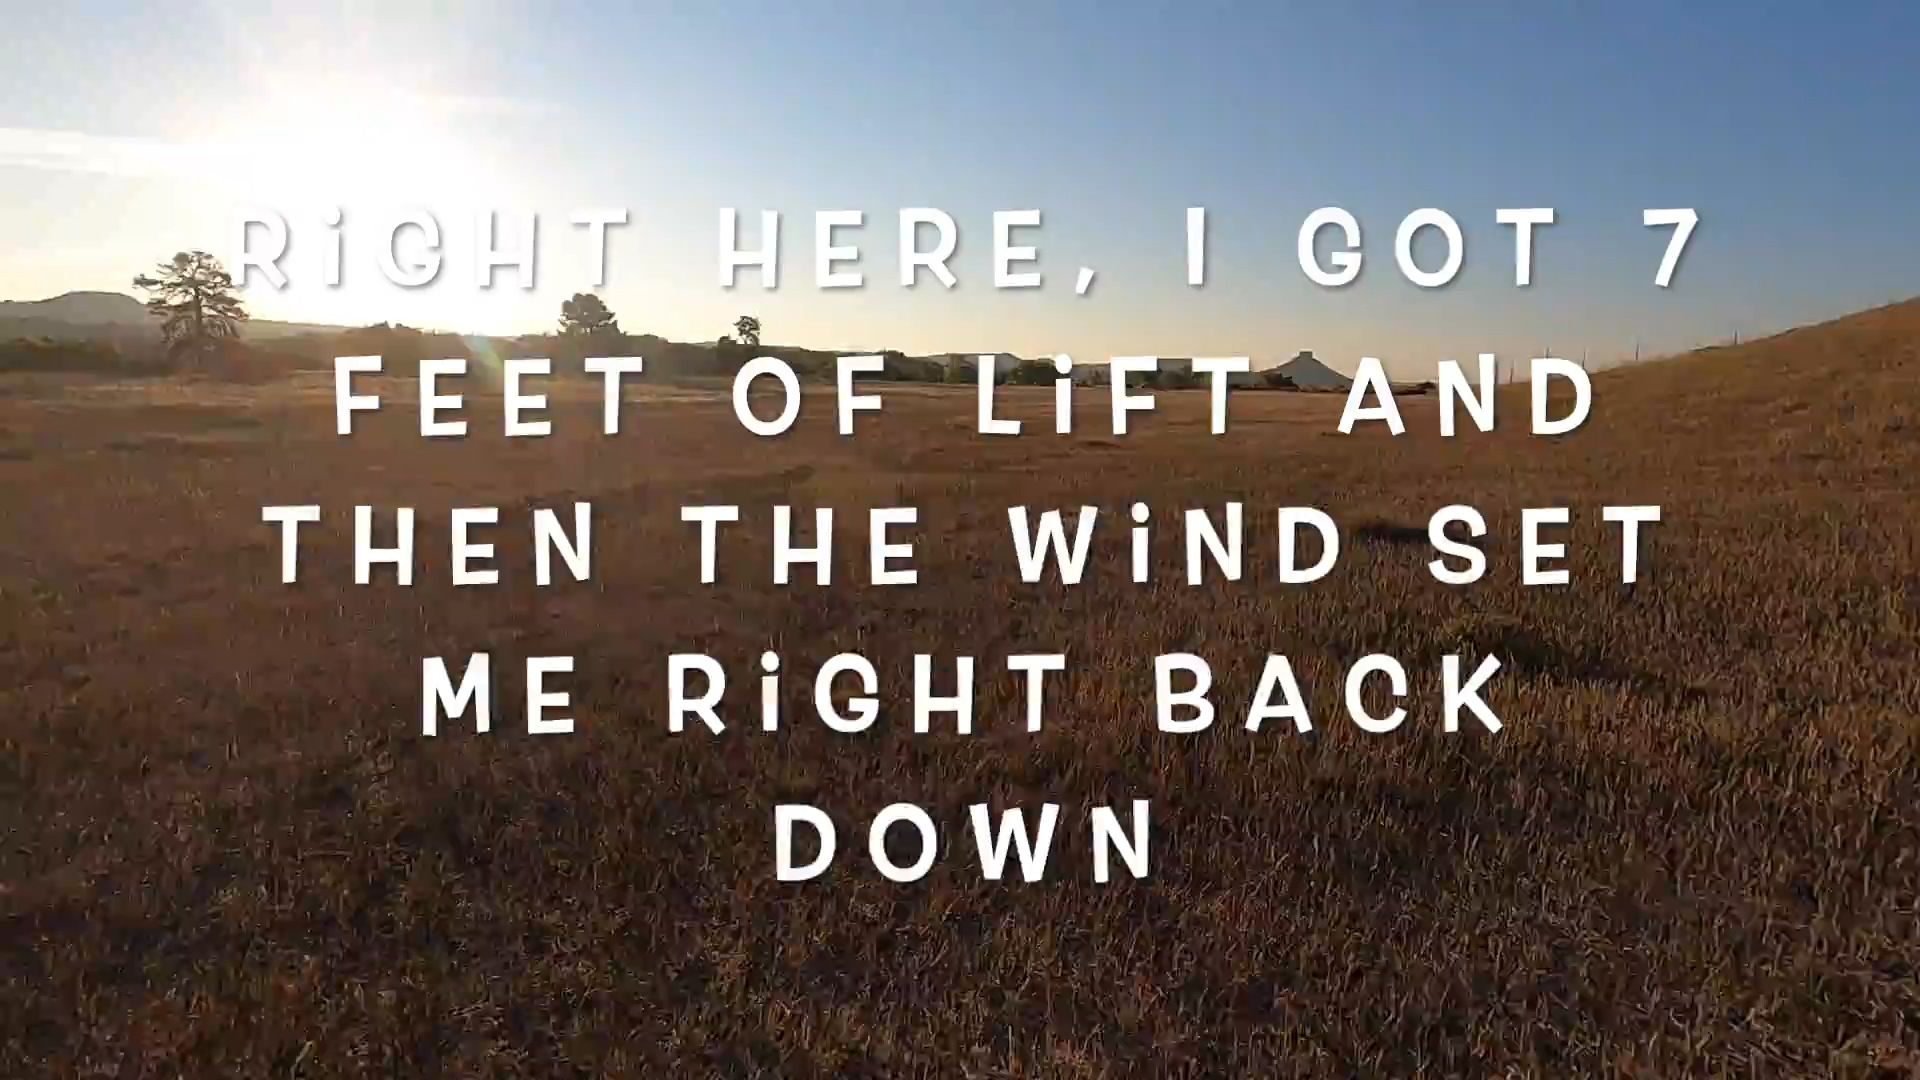 RiGHT HERE, I GOT 7
FEET OF LiFT AND
THEN THE WiND SET
ME RiGHT BACK
DOWN